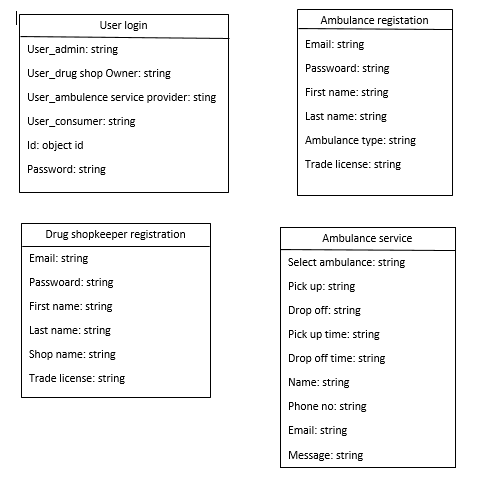 User login
User_admin: string
User_drug shop Owner: string
User_ambulence service provider: sting
User_consumer: string
Id: object id
Password: string
Ambulance registation
Email: string
Passwoard: string
First name: string
Last name: string
Ambulance type: string
Trade license: string
Drug shopkeeper registration
Email: string
Passwoard: string
First name: string
Last name: string
Shop name: string
Trade license: string
Ambulance service
Select ambulance: string
Pick up: string
Drop off: string
Pick up time: string
Drop off time: string
Name: string
Phone no: string
Email: string
Message: string